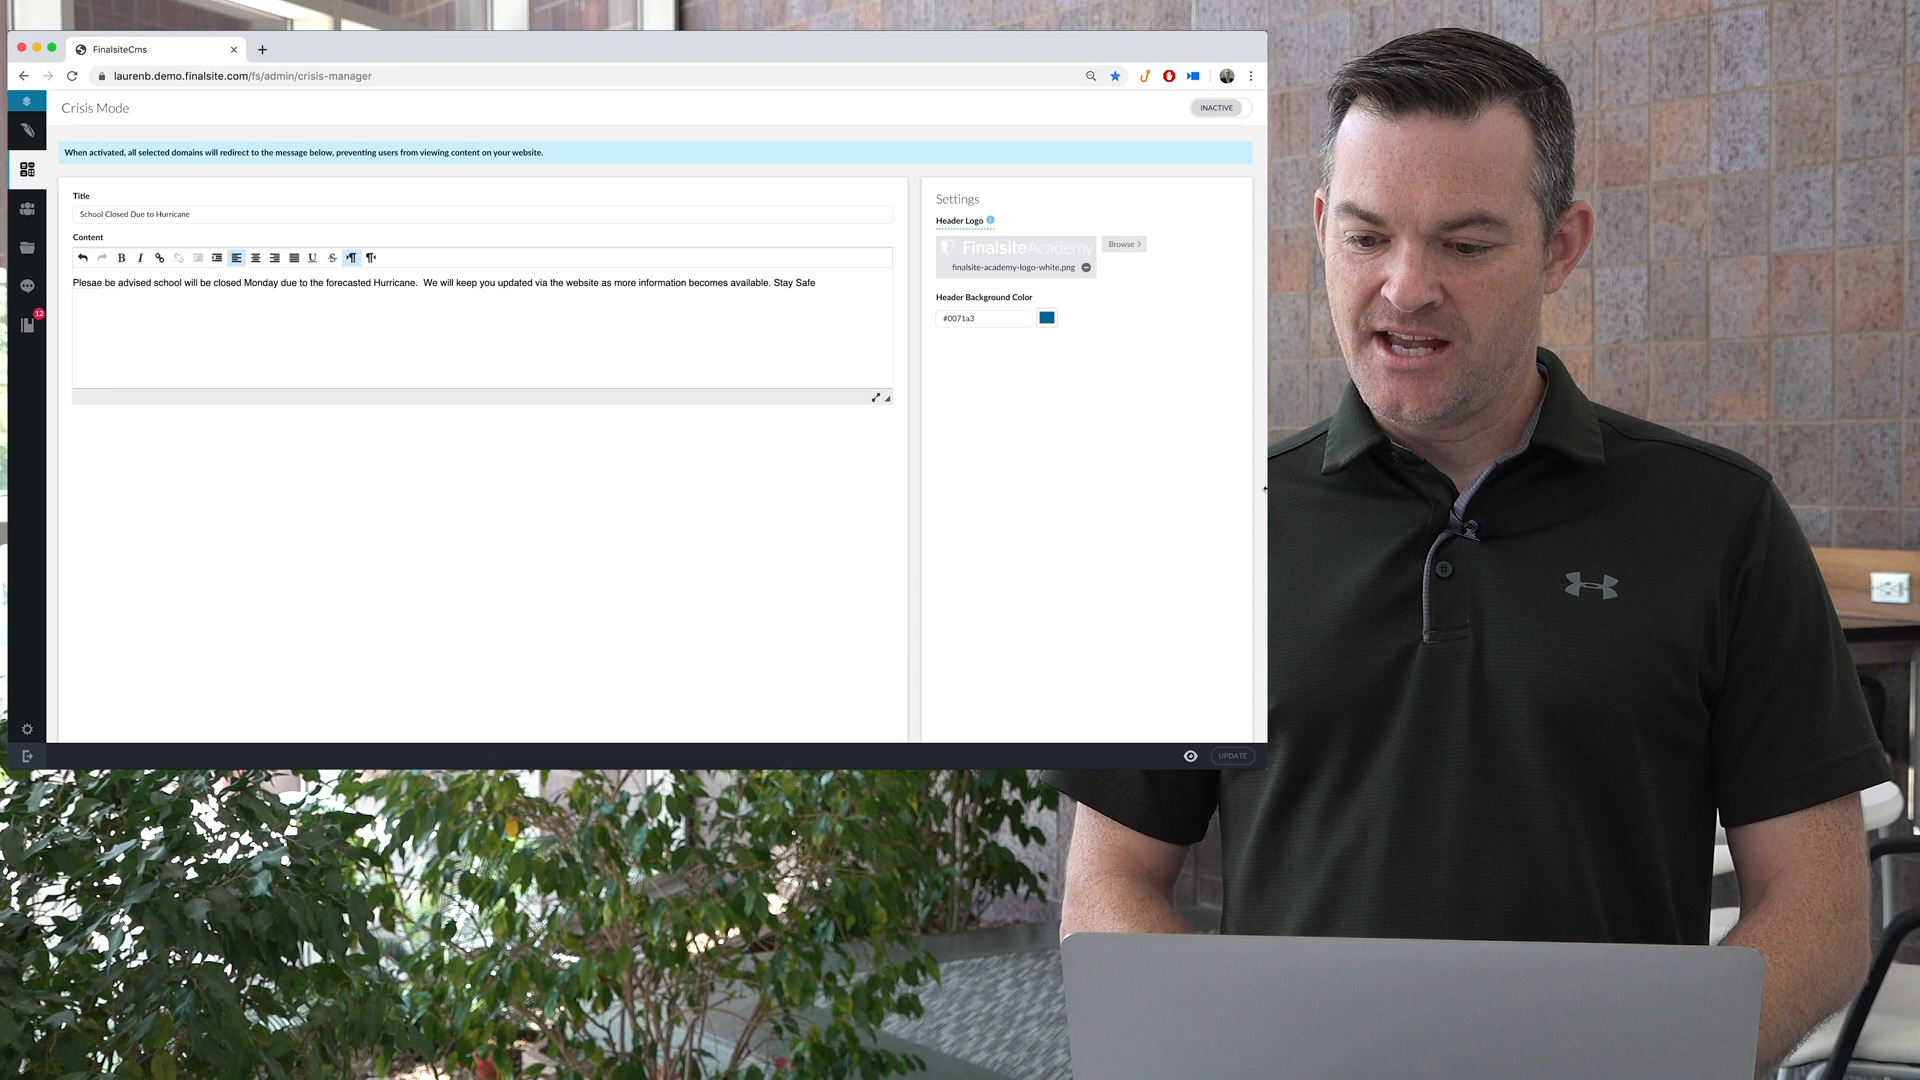 FinalsiteCms
laurenb.demo.finalsite.com/fs/admin/crisis-manager
Crisis Mode
INACTIVE
When activated, all selected domains will redirect to the message below, preventing users from viewing content on your website.
Title
School Closed Due to Hurricane
Content
Plesae be advised school will be closed Monday due to the forecasted Hurricane. We will keep you updated via the website as more information becomes available. Stay Safe
Settings
Header Logo
FinalsiteAcademy
Browse
finalsite-academy-logo-white.png
Header Background Color
#0071a3
12
UPDATE